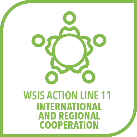 WSIS ACTION LINE 11
INTERNATIONAL
AND REGIONAL
COOPERATION